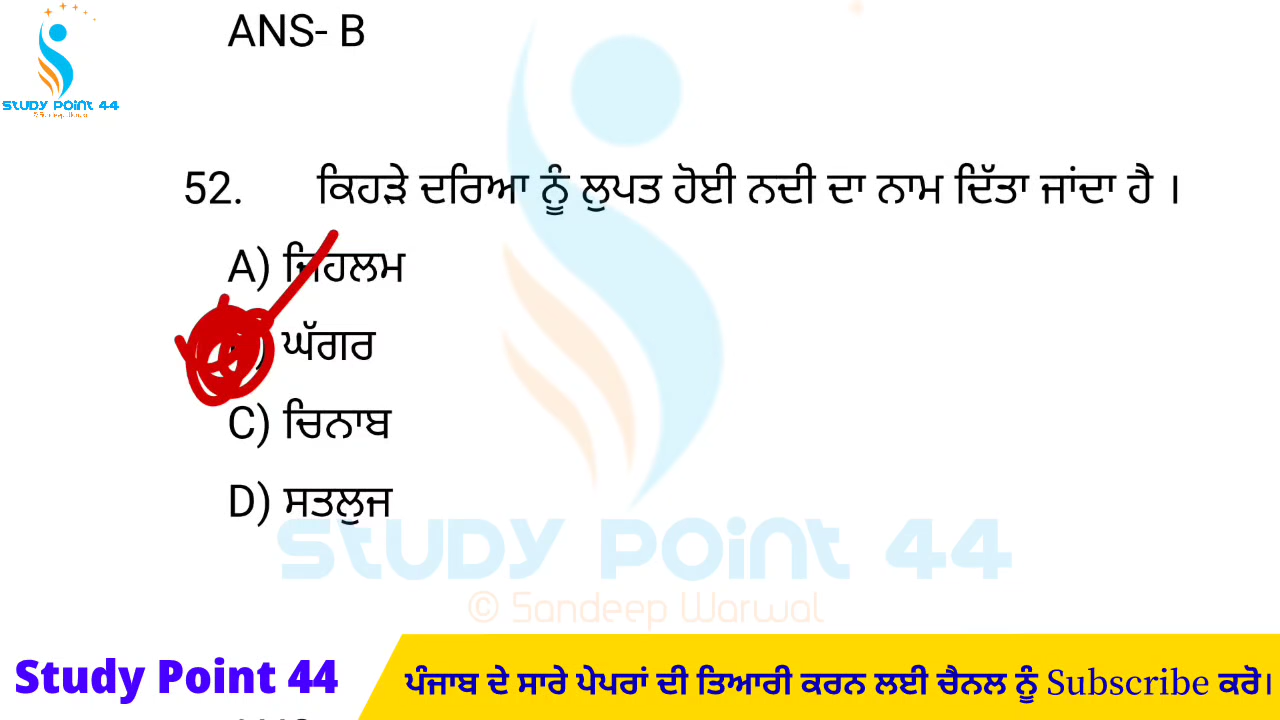 ANS- B
STUDY POINT 44
52. ਕਿਹੜੇ ਦਰਿਆ ਨੂੰ ਲੁਪਤ ਹੋਈ ਨਦੀ ਦਾ ਨਾਮ ਦਿੱਤਾ ਜਾਂਦਾ ਹੈ ।
A) ਜਿਹਲਮ
) ਘੱਗਰ
C) ਚਿਨਾਬ
D) ਸਤਲੁਜ
STUDY POINT 44
© Sandeep Warwal
Study Point 44
ਪੰਜਾਬ ਦੇ ਸਾਰੇ ਪੇਪਰਾਂ ਦੀ ਤਿਆਰੀ ਕਰਨ ਲਈ ਚੈਨਲ ਨੂੰ Subscribe ਕਰੋ।